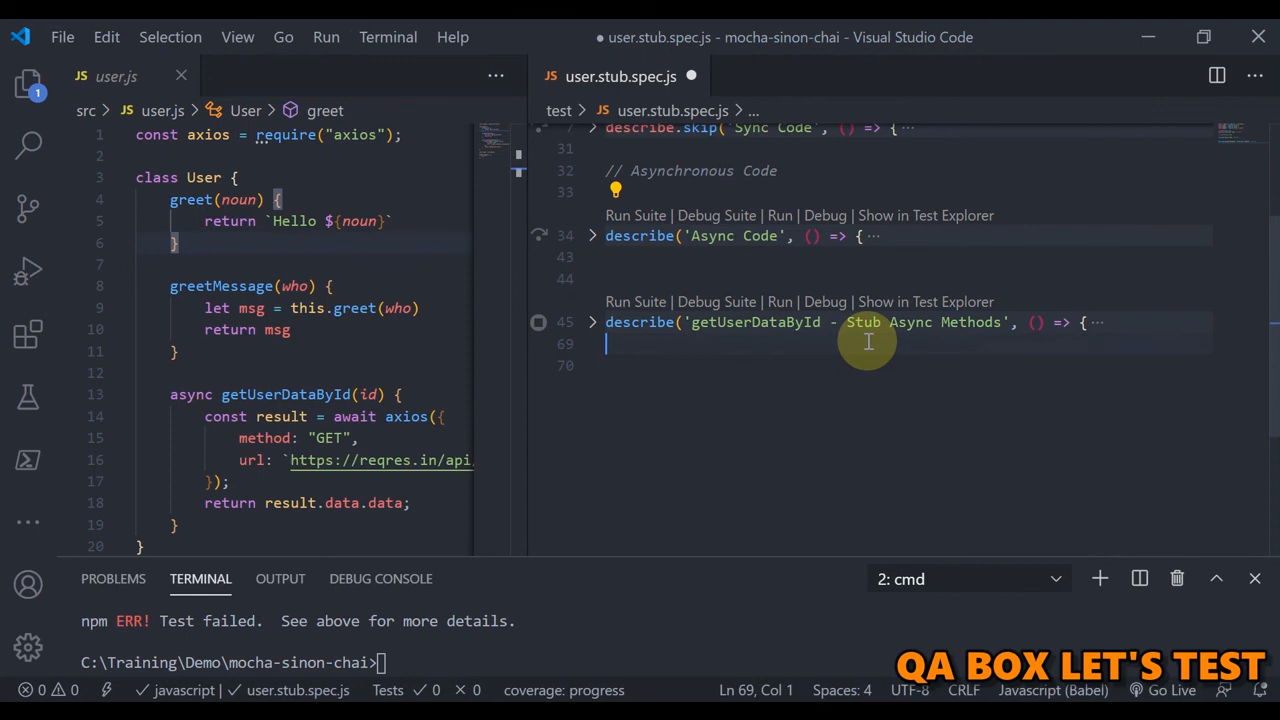 File Edit Selection View Go Run Terminal Help
● user.stub.spec.js - mocha-sinon-chai - Visual Studio Code
JS user.js
src > JS user.js > User > greet
1 const axios = require("axios");
2
3 class User {
4 greet(noun) {
5 return `Hello ${noun}`
6 }
7
8 greetMessage(who) {
9 let msg = this.greet(who)
10 return msg
11 }
12
13 async getUserDataById(id) {
14 const result = await axios({
15 method: "GET",
16 url: `https://reqres.in/api/
17 });
18 return result.data.data;
19 }
20 }
JS user.stub.spec.js ●
test > JS user.stub.spec.js > ...
7 > describe.skip('Sync Code', () => { ...
31
32 // Asynchronous Code
33
Run Suite | Debug Suite | Run | Debug | Show in Test Explorer
34 > describe('Async Code', () => { ...
43
44
Run Suite | Debug Suite | Run | Debug | Show in Test Explorer
45 > describe('getUserDataById - Stub Async Methods', () => { ...
69
70
1
PROBLEMS TERMINAL OUTPUT DEBUG CONSOLE 2: cmd
npm ERR! Test failed. See above for more details.
C:\Training\Demo\mocha-sinon-chai>
QA BOX LET'S TEST
0 0 javascript | user.stub.spec.js Tests 0 0 coverage: progress Ln 69, Col 1 Spaces: 4 UTF-8 CRLF Javascript (Babel) Go Live